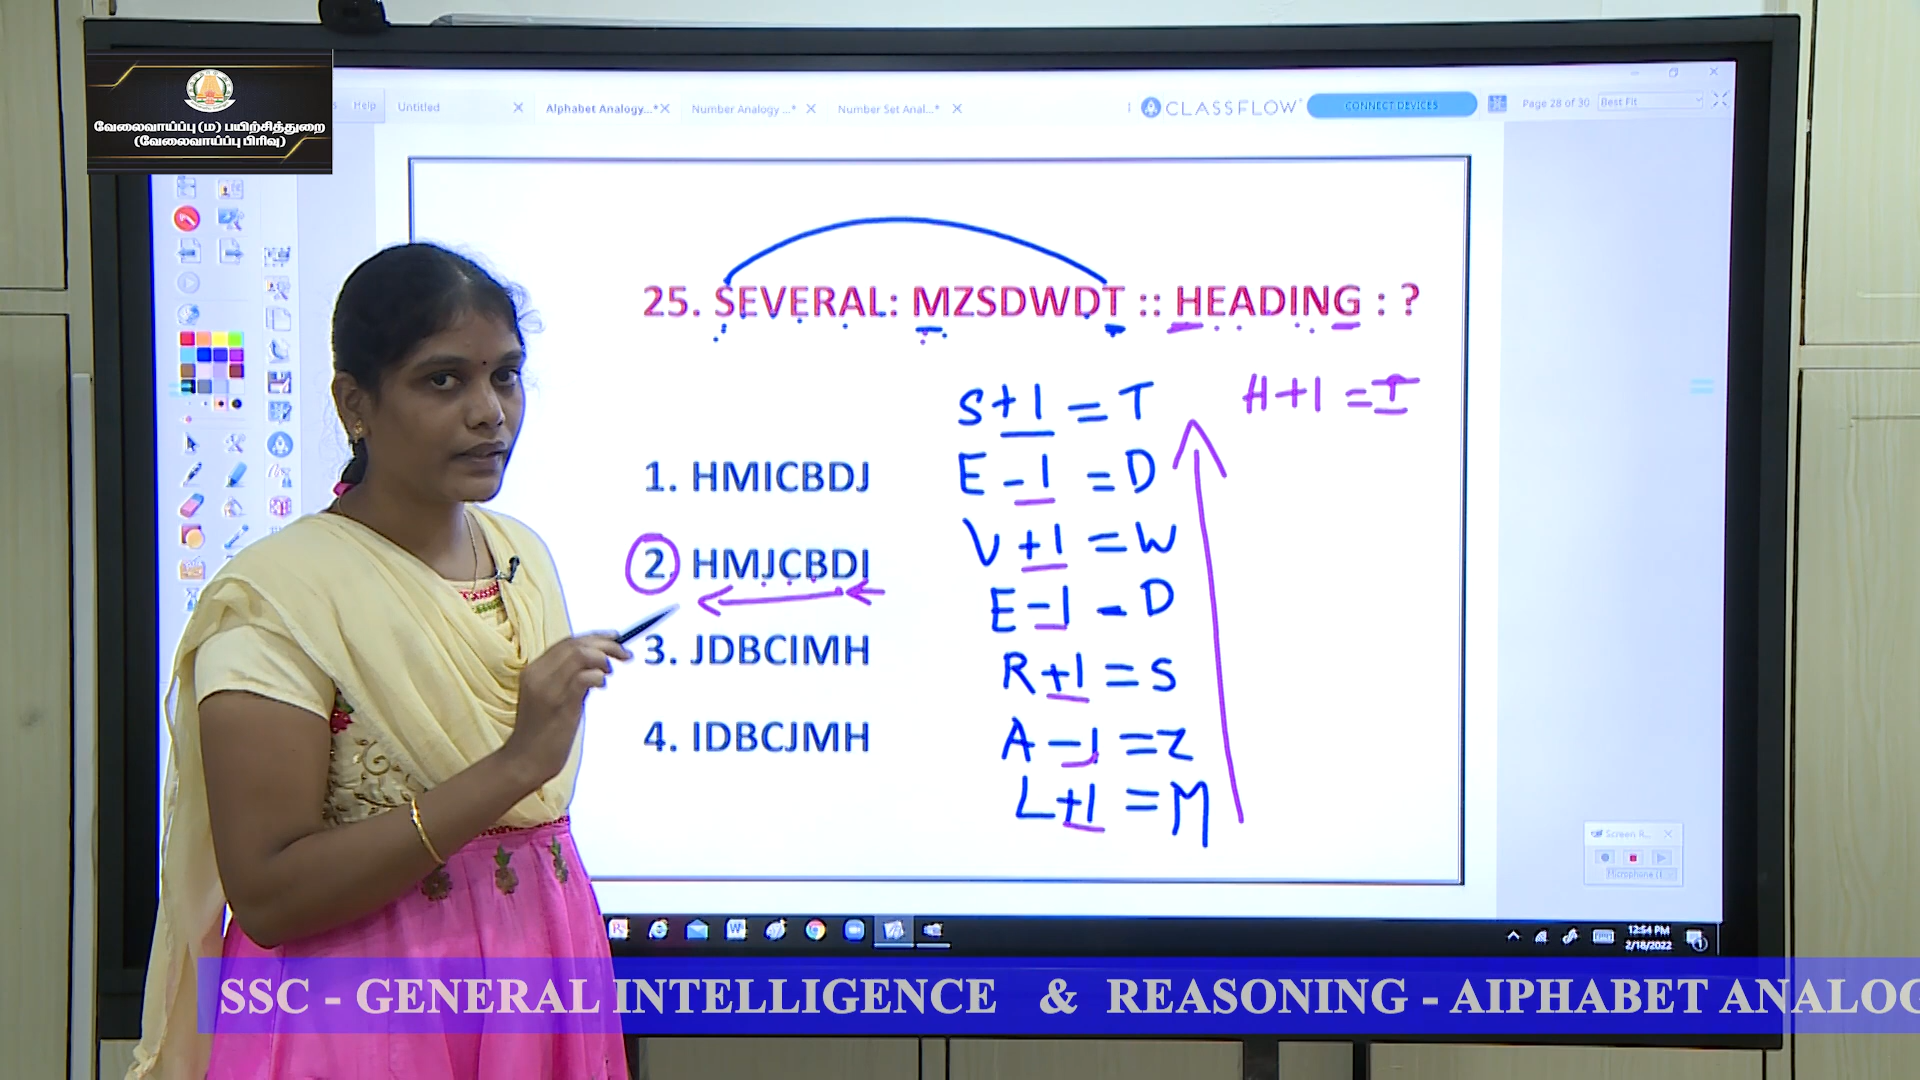 வேலைவாய்ப்பு (ம) பயிற்சித்துறை
(வேலைவாய்ப்பு பிரிவு)
Help
Untitled
Alphabet Analogy...*
Number Analogy ...*
Number Set Anal...*
CLASSFLOW
CONNECT DEVICES
Page 28 of 30
Best Fit
25. SEVERAL: MZSDWDT :: HEADING : ?
S+1 = T
H+1 = I
E-1 = D
1. HMICBDJ
V+1 = W
2. HMJCBDI
E-1 - D
3. JDBCIMH
R+1 = S
4. IDBCJMH
A-1 = Z
L+1 = M
Screen R...
12:54 PM
2/18/2022
SSC - GENERAL INTELLIGENCE & REASONING - AIPHABET ANALOG